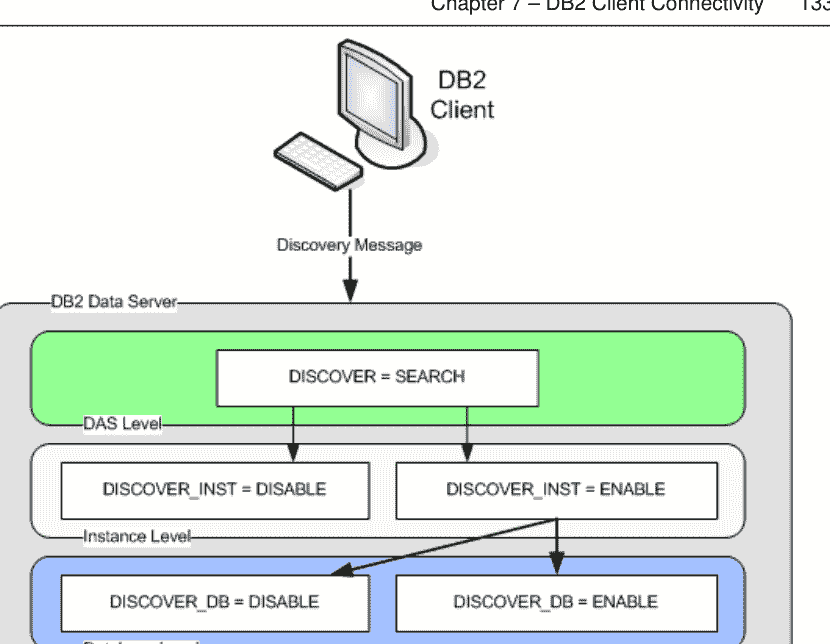 Chapter 7 – DB2 Client Connectivity 133
DB2
Client
Discovery Message
DB2 Data Server
DISCOVER = SEARCH
DAS Level
DISCOVER_INST = DISABLE
DISCOVER_INST = ENABLE
Instance Level
DISCOVER_DB = DISABLE
DISCOVER_DB = ENABLE